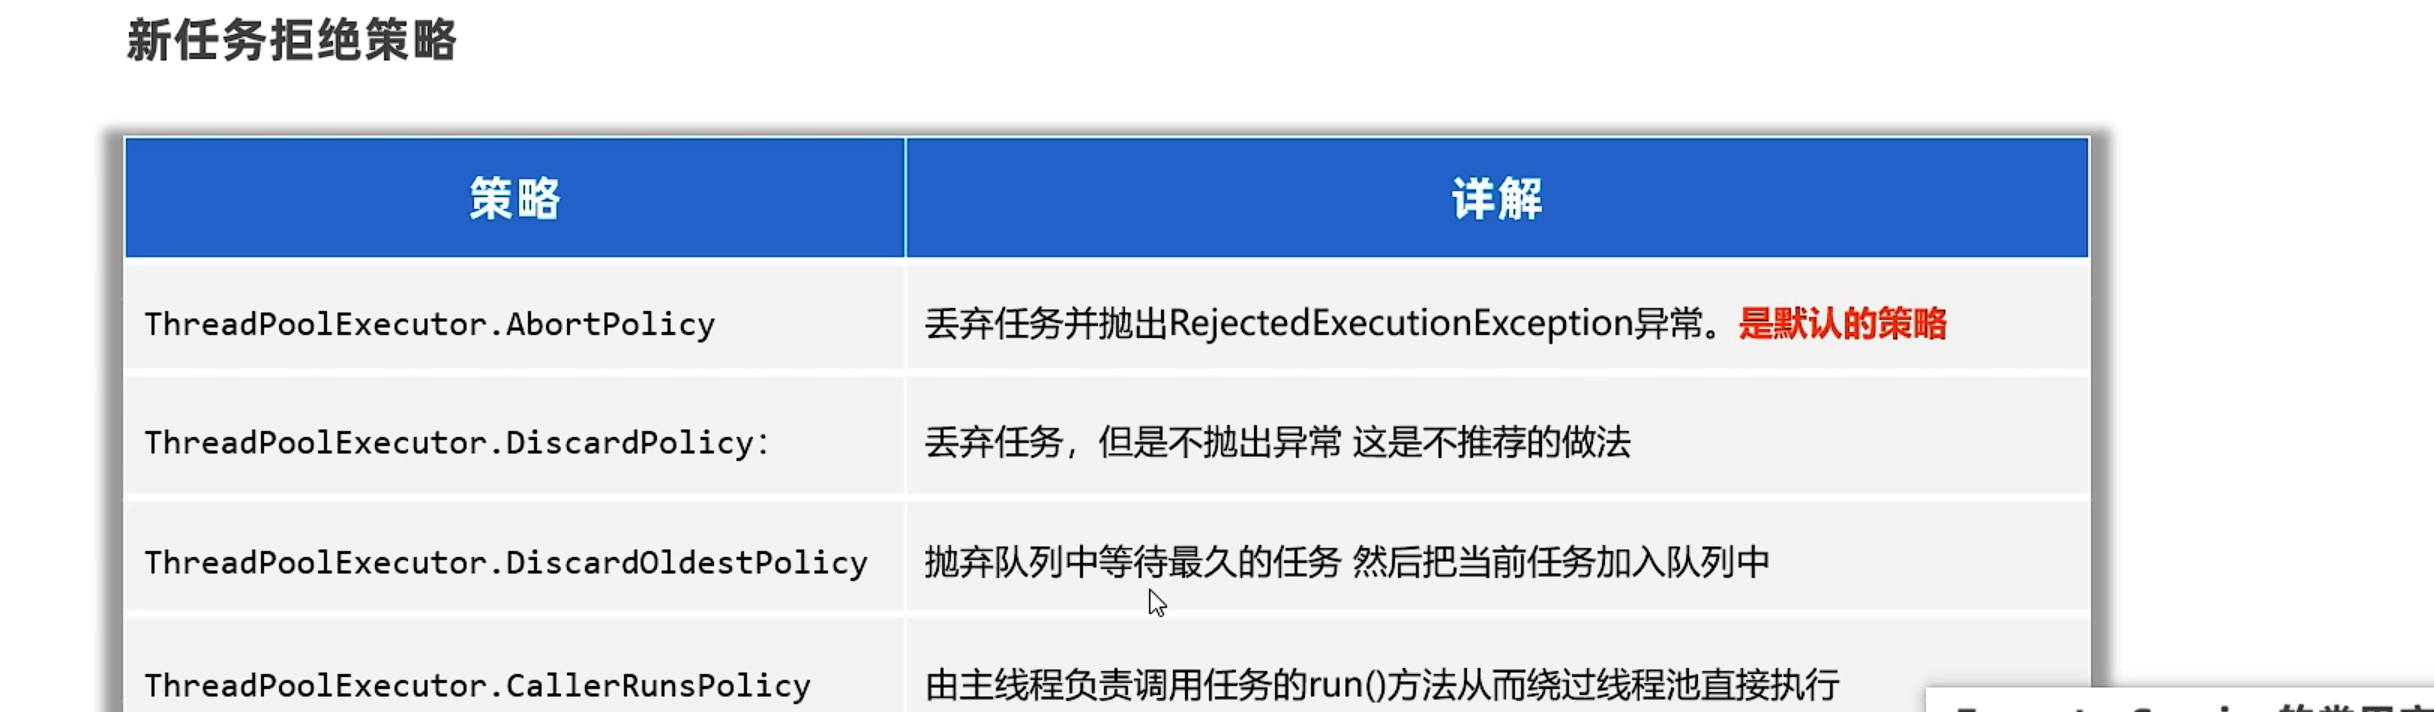 新任务拒绝策略
策略 详解
ThreadPoolExecutor.AbortPolicy 丢弃任务并抛出RejectedExecutionException异常。是默认的策略
ThreadPoolExecutor.DiscardPolicy： 丢弃任务，但是不抛出异常 这是不推荐的做法
ThreadPoolExecutor.DiscardOldestPolicy 抛弃队列中等待最久的任务 然后把当前任务加入队列中
ThreadPoolExecutor.CallerRunsPolicy 由主线程负责调用任务的run()方法从而绕过线程池直接执行